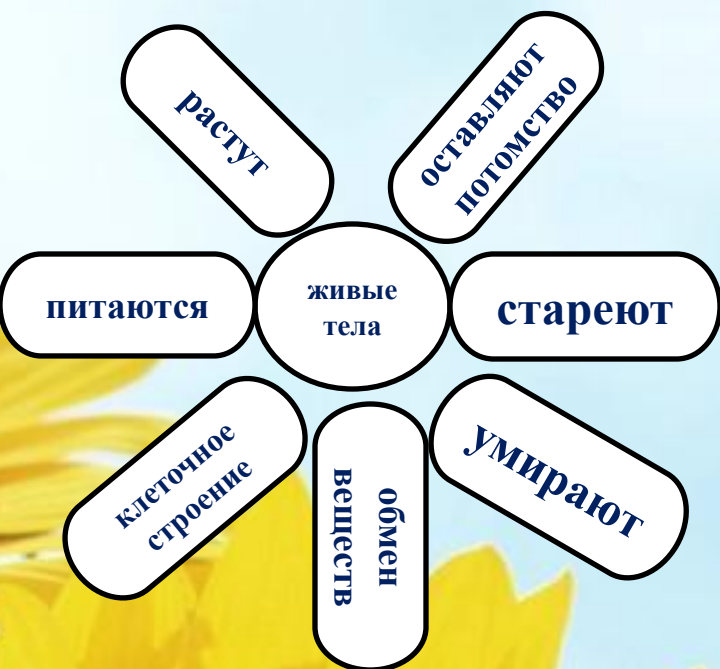 растут
оставляют
потомство
питаются
живые
тела
стареют
клеточное
строение
обмен
веществ
умирают